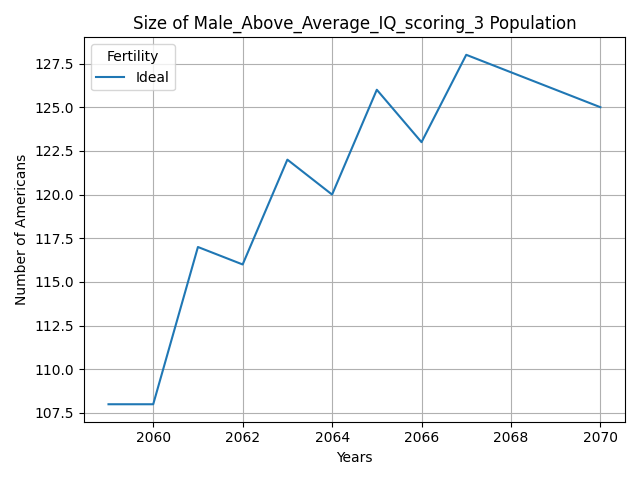 Size of Male_Above_Average_IQ_scoring_3 Population
Fertility
Ideal
127.5
125.0
122.5
120.0
117.5
115.0
112.5
110.0
107.5
Number of Americans
2060 2062 2064 2066 2068 2070
Years